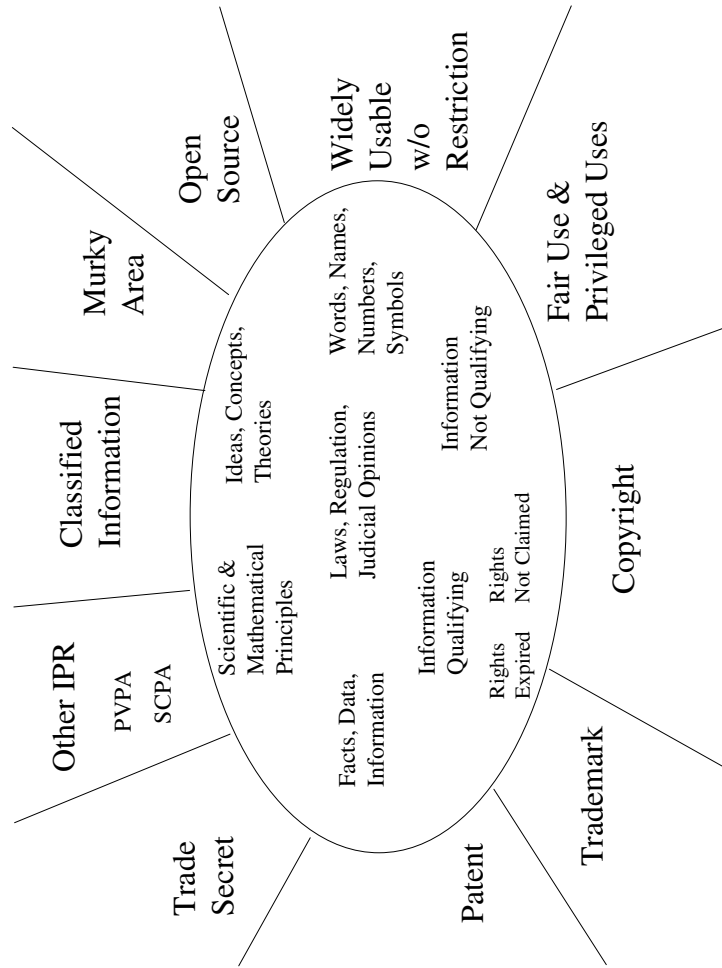 Trade
Secret
Other IPR
PVPA
SCPA
Classified
Information
Murky
Area
Open
Source
Widely
Usable
w/o
Restriction
Fair Use &
Privileged Uses
Copyright
Trademark
Patent
Scientific &
Mathematical
Principles
Ideas, Concepts,
Theories
Facts, Data,
Information
Laws, Regulation,
Judicial Opinions
Words, Names,
Numbers,
Symbols
Information
Qualifying
Rights
Expired
Rights
Not Claimed
Information
Not Qualifying